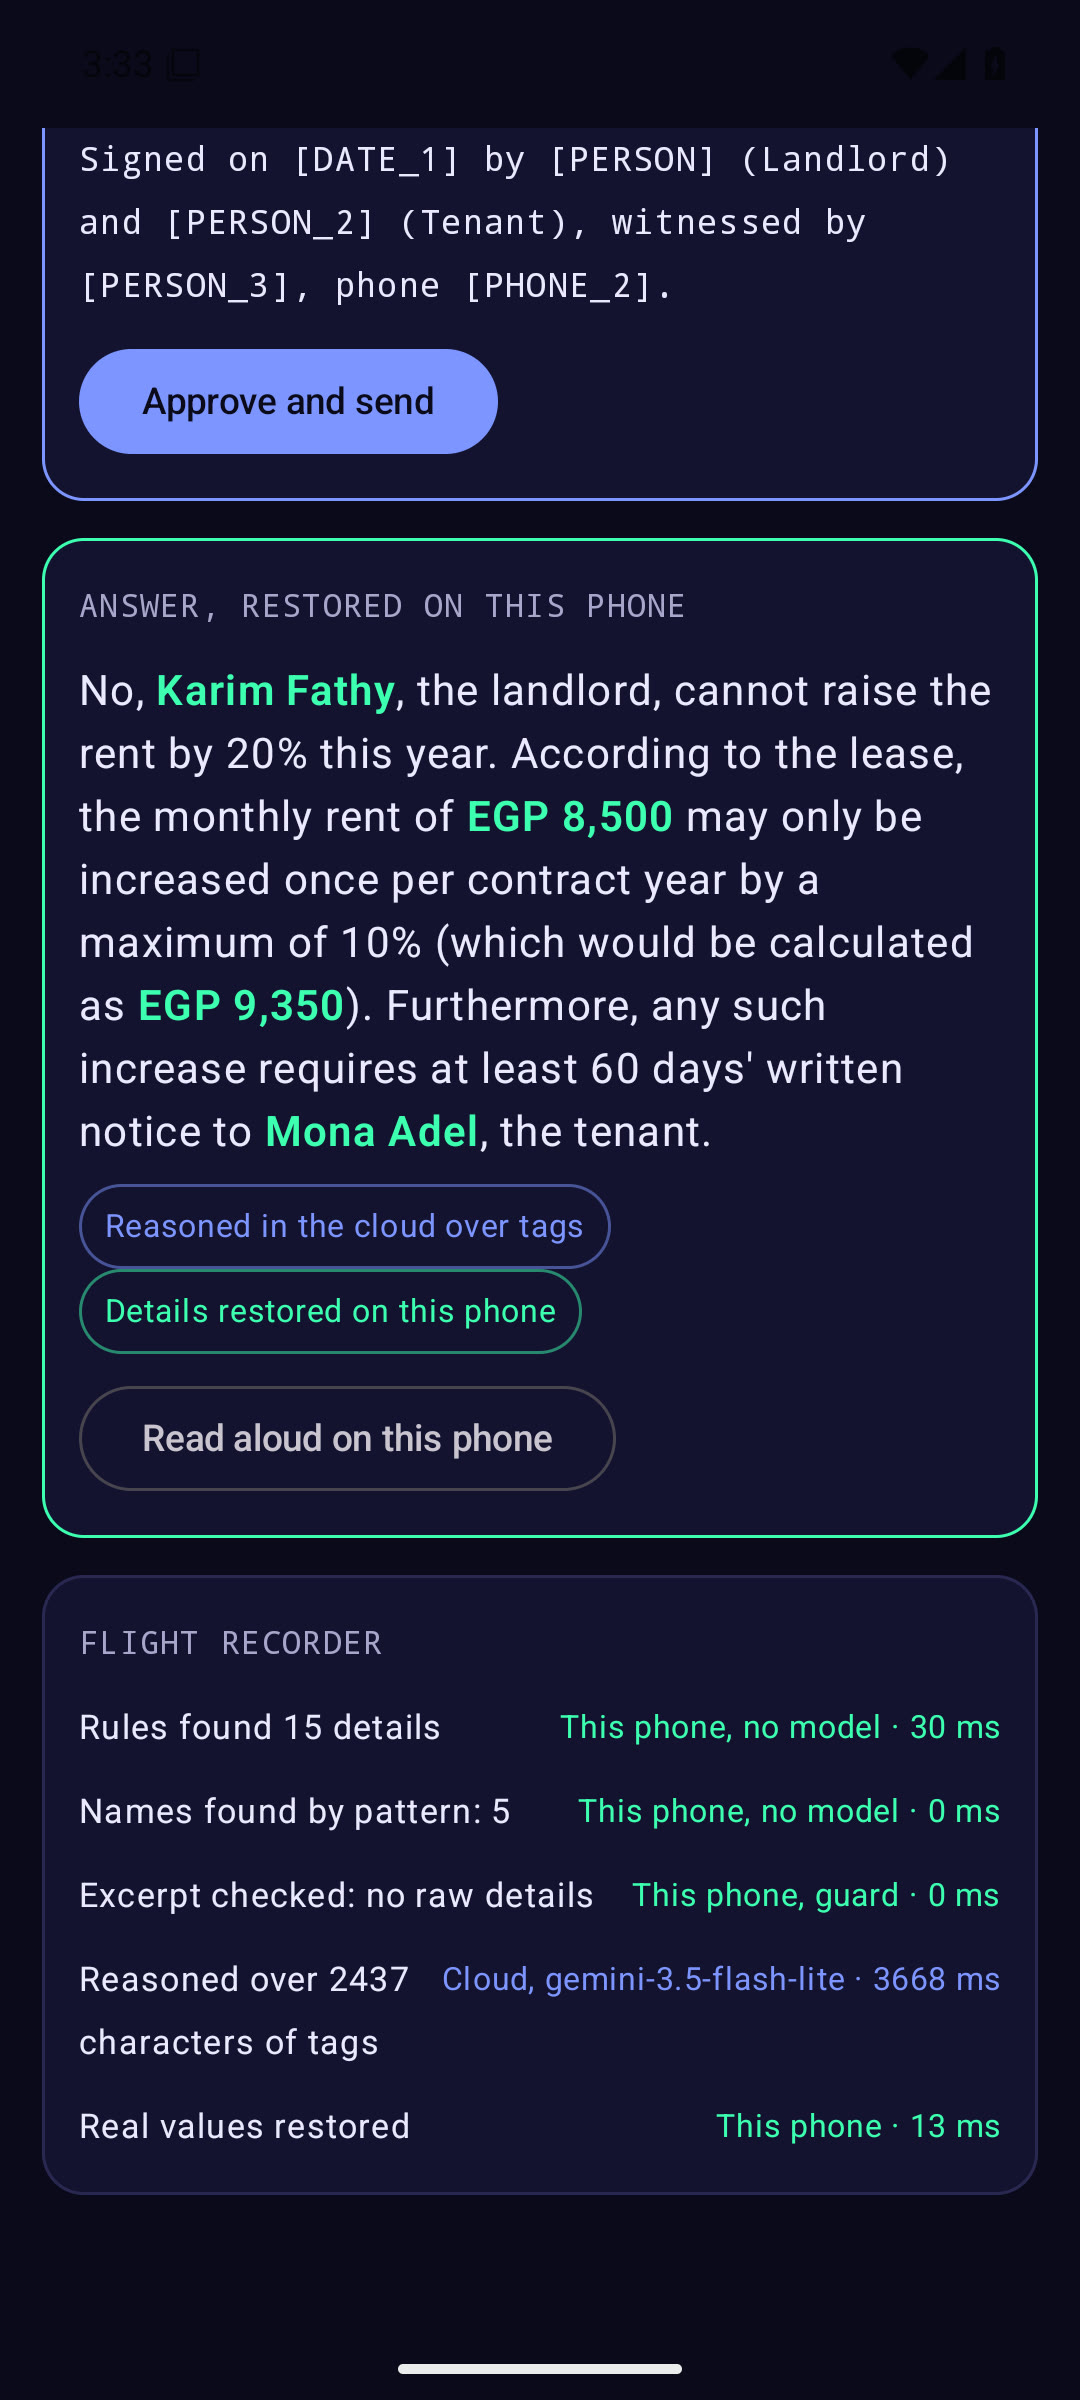 3:33
Signed on [DATE_1] by [PERSON] (Landlord)
and [PERSON_2] (Tenant), witnessed by
[PERSON_3], phone [PHONE_2].
Approve and send
ANSWER, RESTORED ON THIS PHONE
No, Karim Fathy, the landlord, cannot raise the
rent by 20% this year. According to the lease,
the monthly rent of EGP 8,500 may only be
increased once per contract year by a
maximum of 10% (which would be calculated
as EGP 9,350). Furthermore, any such
increase requires at least 60 days' written
notice to Mona Adel, the tenant.
Reasoned in the cloud over tags
Details restored on this phone
Read aloud on this phone
FLIGHT RECORDER
Rules found 15 details This phone, no model · 30 ms
Names found by pattern: 5 This phone, no model · 0 ms
Excerpt checked: no raw details This phone, guard · 0 ms
Reasoned over 2437 Cloud, gemini-3.5-flash-lite · 3668 ms
characters of tags
Real values restored This phone · 13 ms